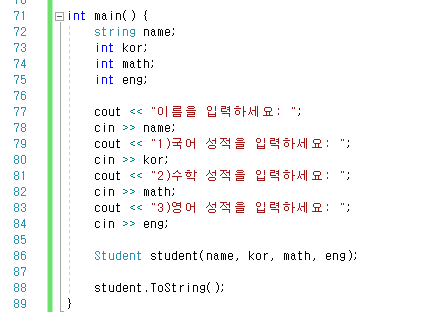 71 int main() {
72 string name;
73 int kor;
74 int math;
75 int eng;
76
77 cout << "이름을 입력하세요: ";
78 cin >> name;
79 cout << "1)국어 성적을 입력하세요: ";
80 cin >> kor;
81 cout << "2)수학 성적을 입력하세요: ";
82 cin >> math;
83 cout << "3)영어 성적을 입력하세요: ";
84 cin >> eng;
85
86 Student student(name, kor, math, eng);
87
88 student.ToString();
89 }